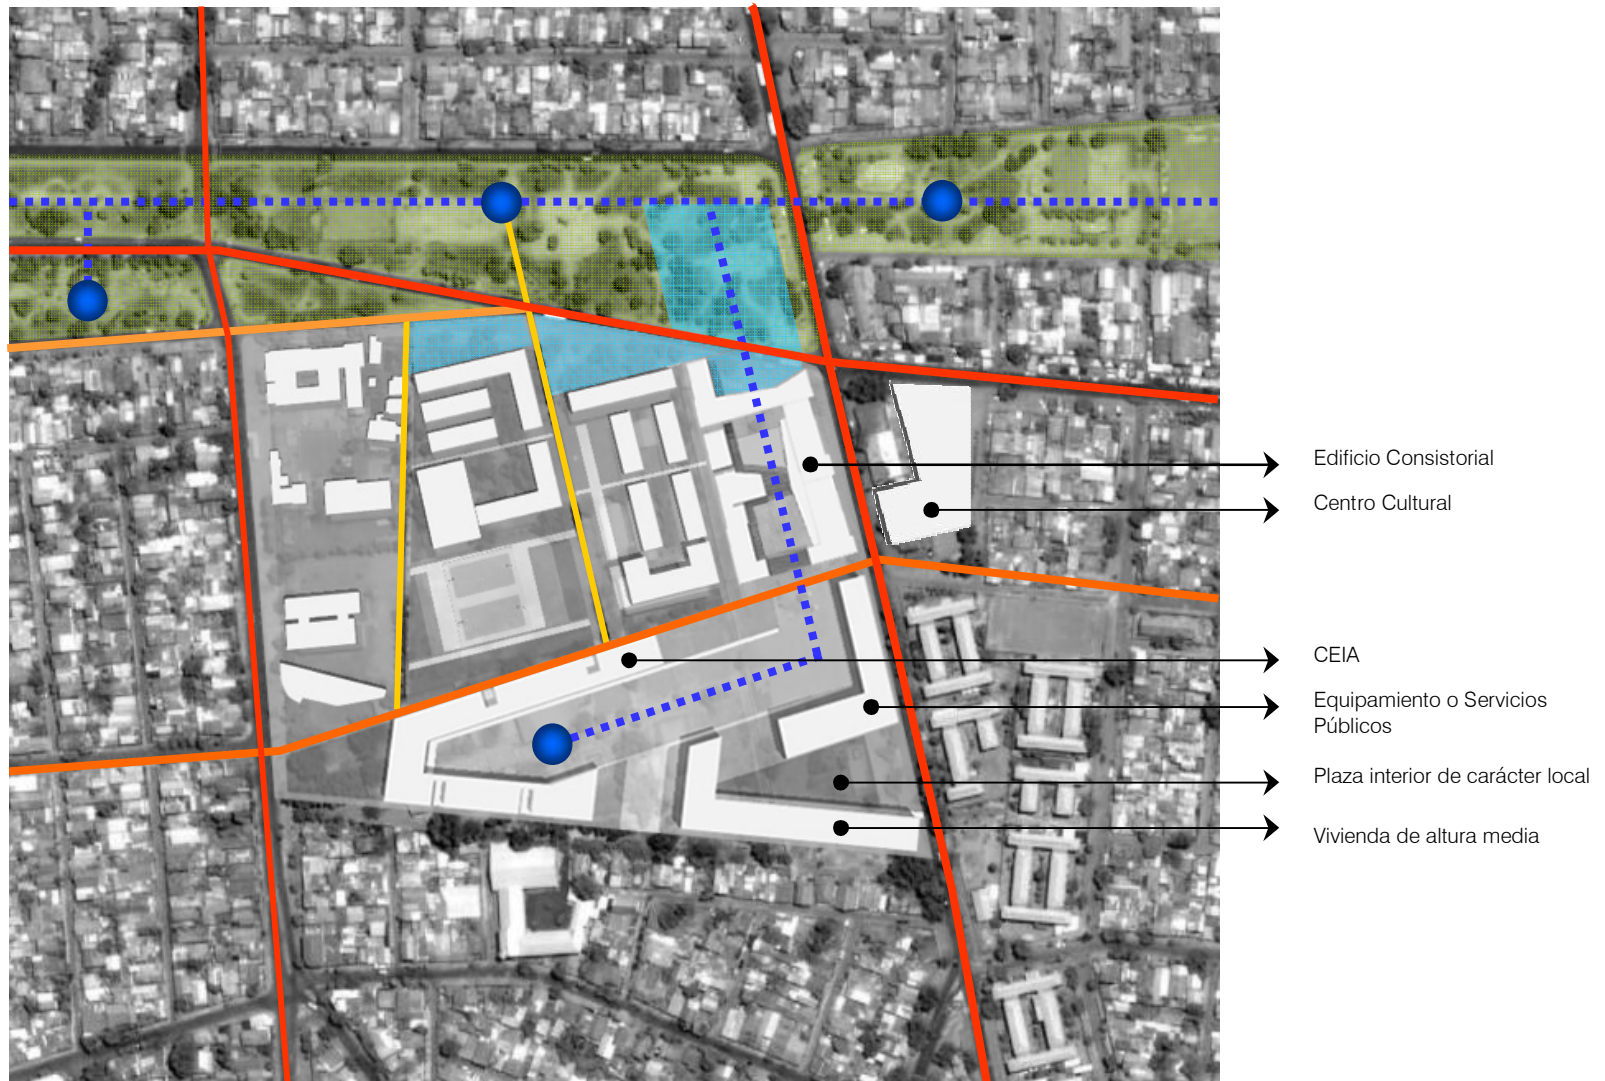 Edificio Consistorial
Centro Cultural
CEIA
Equipamiento o Servicios
Públicos
Plaza interior de carácter local
Vivienda de altura media